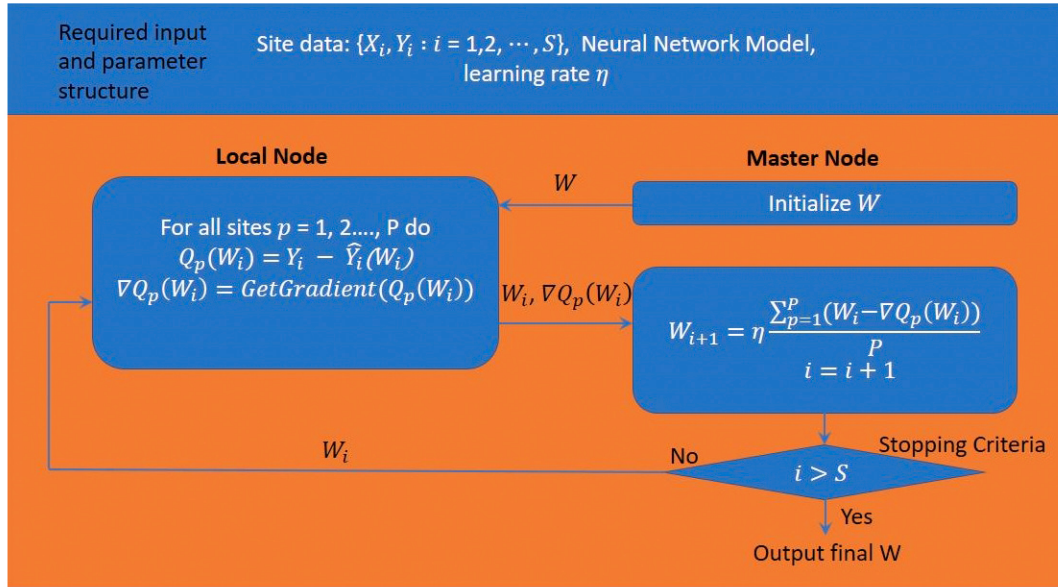 Required input
and parameter
structure
Site data: {Xᵢ, Yᵢ : i = 1,2, ⋯ , S}, Neural Network Model,
learning rate η
Local Node
Master Node
For all sites p = 1, 2...., P do
Qₚ(Wᵢ) = Yᵢ − Ŷᵢ(Wᵢ)
∇Qₚ(Wᵢ) = GetGradient(Qₚ(Wᵢ))
W
Initialize W
Wᵢ, ∇Qₚ(Wᵢ)
Wᵢ₊₁ = η \frac{∑_{p=1}^{P}(Wᵢ−∇Qₚ(Wᵢ))}{P}
i = i + 1
Wᵢ
No
Stopping Criteria
i > S
Yes
Output final W